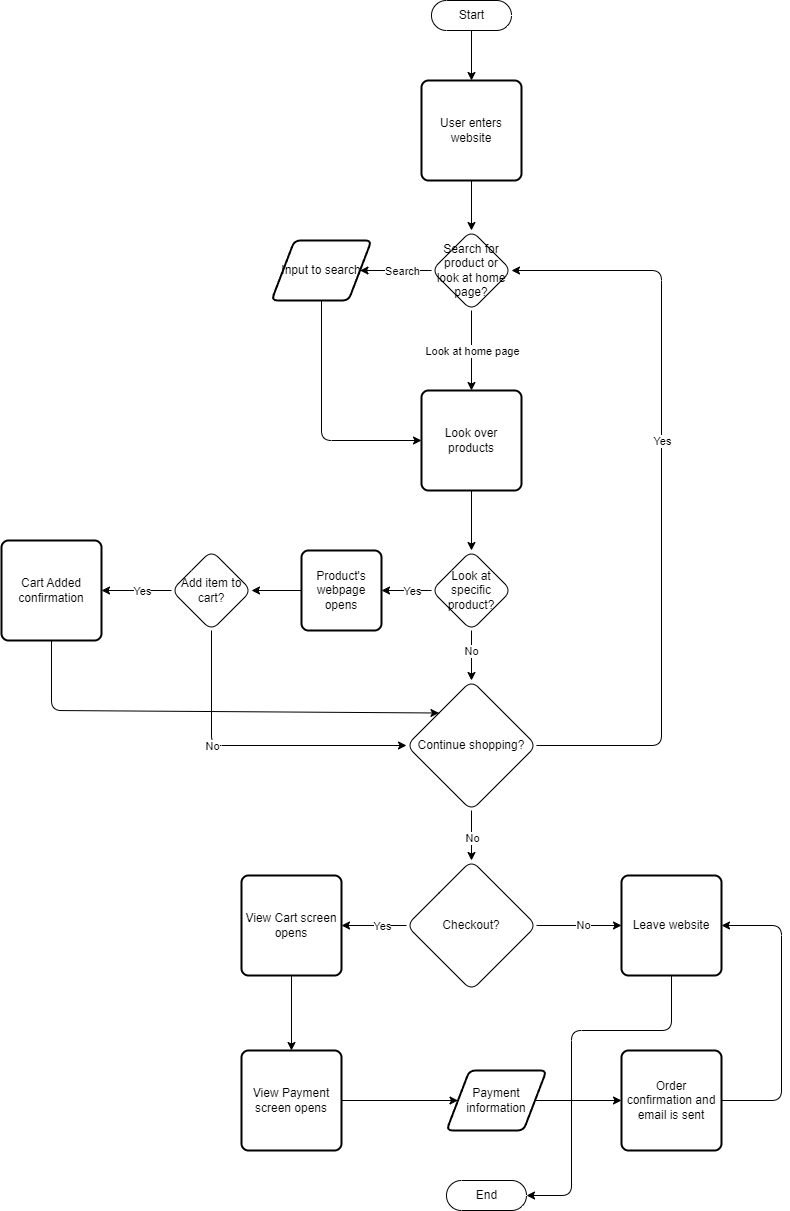 Start
User enters
website
Search for
product or
look at home
page?
Search
Input to search
Look at home page
Look over
products
Yes
Look at
specific
product?
Yes
Product's
webpage
opens
Add item to
cart?
Yes
Cart Added
confirmation
No
No
Continue shopping?
No
Checkout?
Yes
View Cart screen
opens
No
Leave website
View Payment
screen opens
Payment
information
Order
confirmation and
email is sent
End